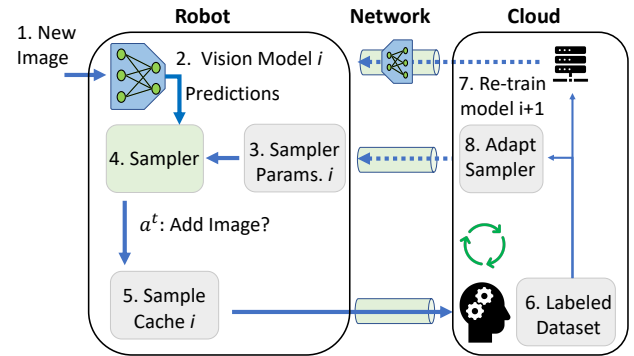 Robot
Network
Cloud
1. New
Image
2. Vision Model i
Predictions
7. Re-train
model i+1
4. Sampler
3. Sampler
Params. i
8. Adapt
Sampler
aᵗ: Add Image?
5. Sample
Cache i
6. Labeled
Dataset